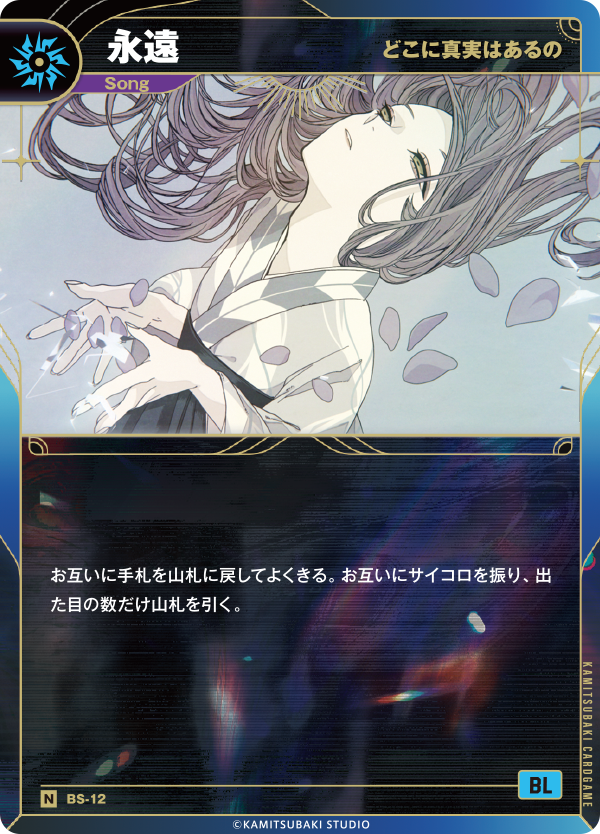 永遠
どこに真実はあるの
Song
お互いに手札を山札に戻してよくきる。お互いにサイコロを振り、出
た目の数だけ山札を引く。
KAMITSUBAKI CARDGAME
BL
N BS-12
©KAMITSUBAKI STUDIO